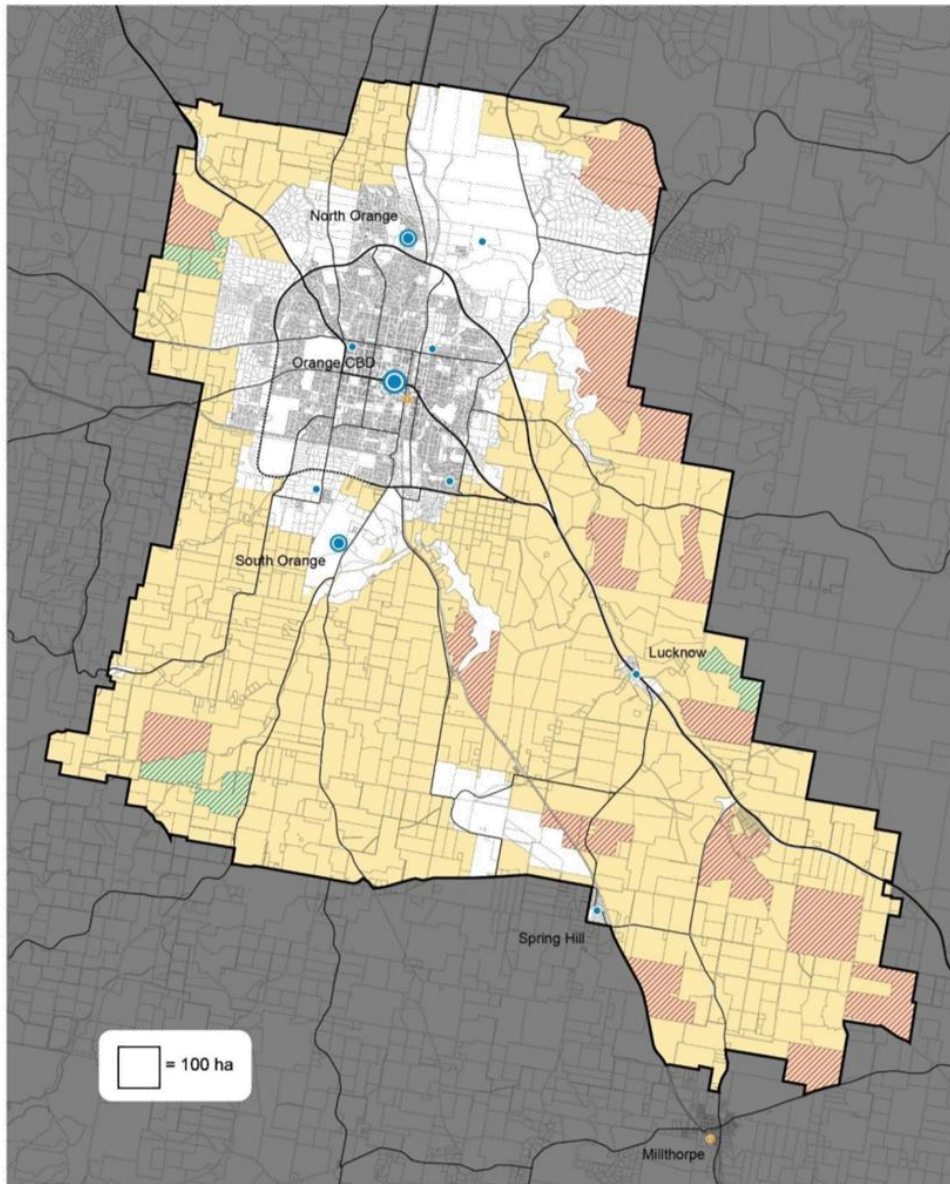 North Orange
Orange CBD
South Orange
Lucknow
Spring Hill
= 100 ha
Millthorpe